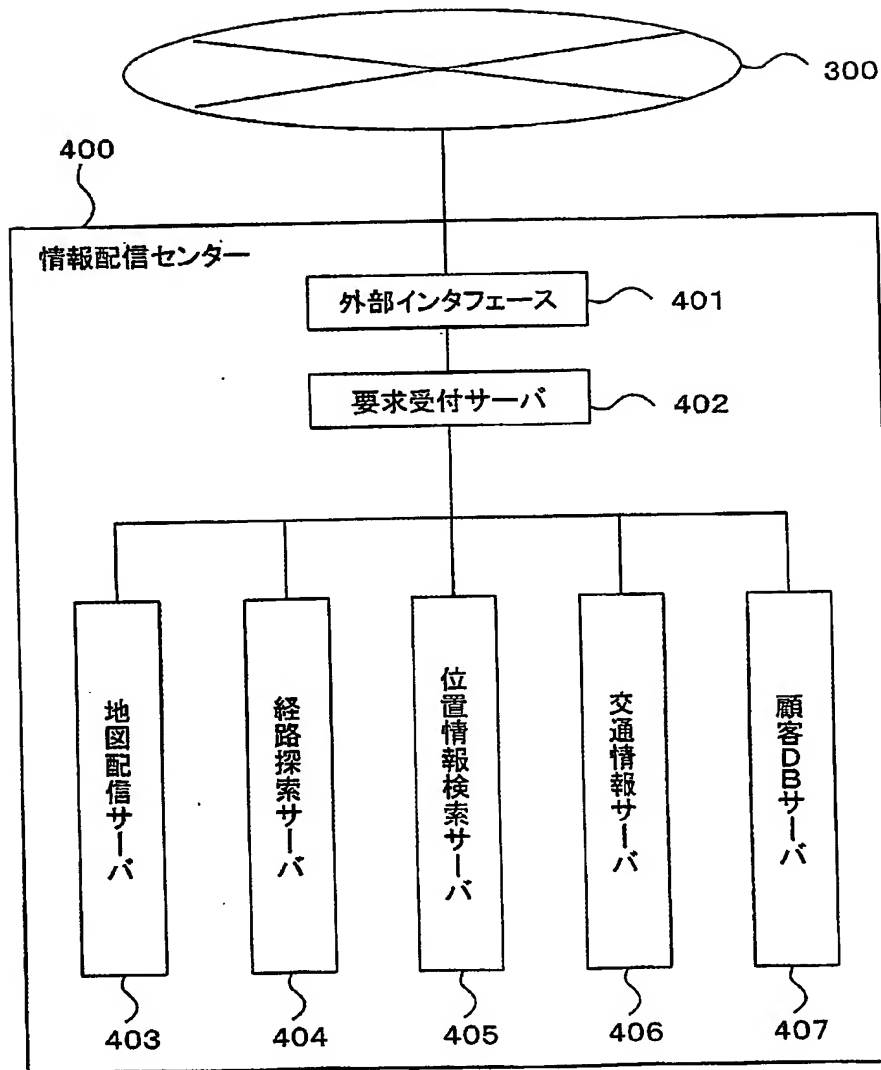 300
400
情報配信センター
外部インタフェース
401
要求受付サーバ
402
地図配信サーバ
経路探索サーバ
位置情報検索サーバ
交通情報サーバ
顧客DBサーバ
403
404
405
406
407